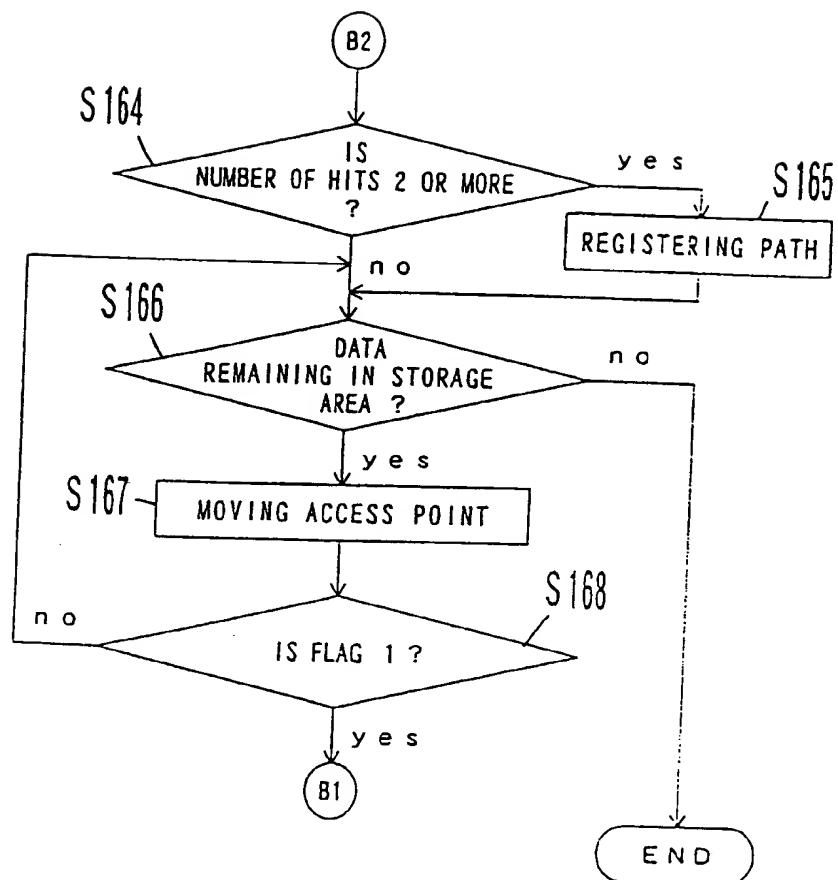 B2
S164
IS
NUMBER OF HITS 2 OR MORE
?
yes
S165
REGISTERING PATH
no
S166
DATA
REMAINING IN STORAGE
AREA ?
no
yes
S167
MOVING ACCESS POINT
S168
no
IS FLAG 1 ?
yes
B1
END